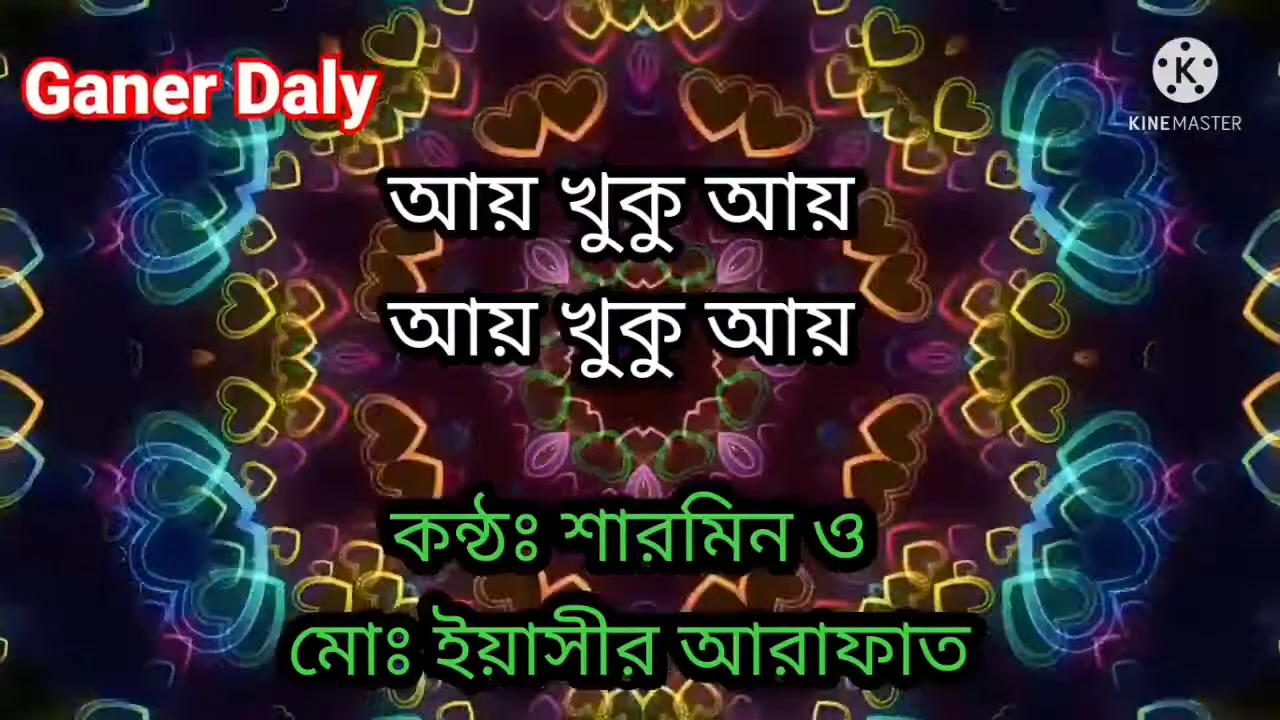 Ganer Daly
K
KINEMASTER
আয় খুকু আয়
আয় খুকু আয়
কন্ঠঃ শারমিন ও
মোঃ ইয়াসীর আরাফাত